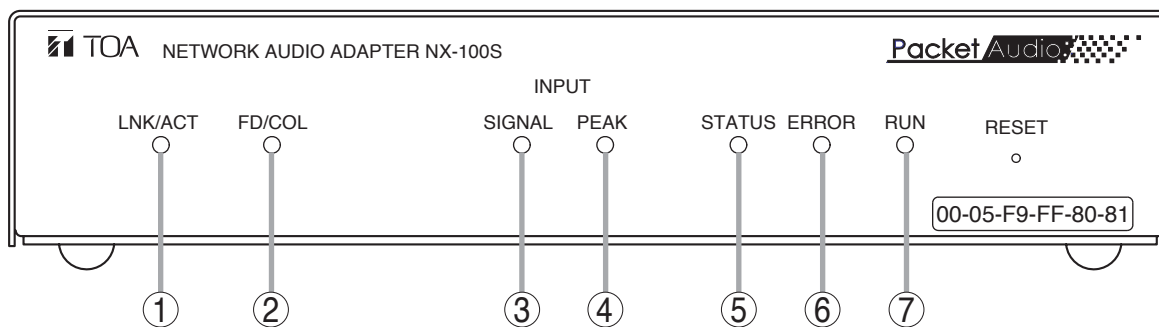 TOA NETWORK AUDIO ADAPTER NX-100S Packet Audio
INPUT
LNK/ACT FD/COL SIGNAL PEAK STATUS ERROR RUN RESET
00-05-F9-FF-80-81
1 2 3 4 5 6 7